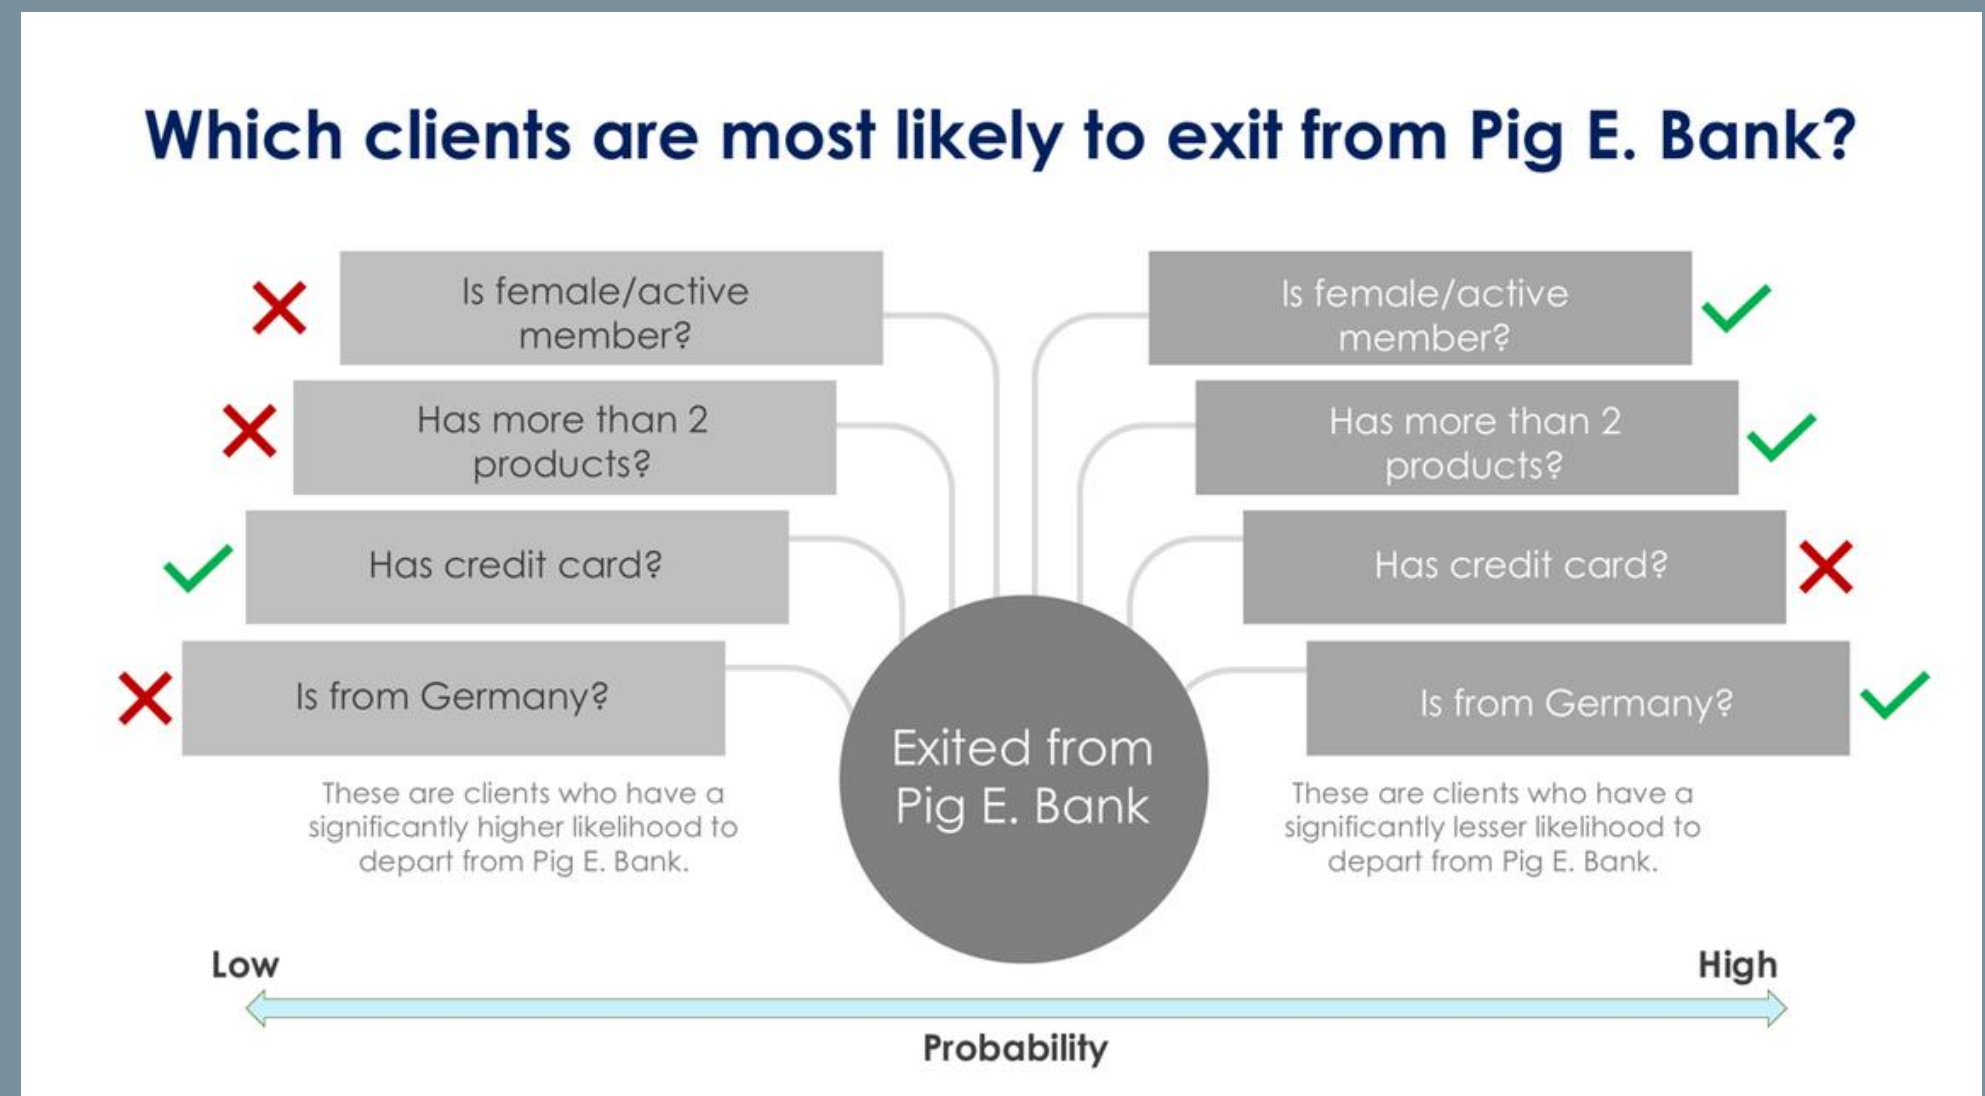 Which clients are most likely to exit from Pig E. Bank?
Is female/active
member?
Has more than 2
products?
Has credit card?
Is from Germany?
These are clients who have a
significantly higher likelihood to
depart from Pig E. Bank.
Is female/active
member?
Has more than 2
products?
Has credit card?
Is from Germany?
These are clients who have a
significantly lesser likelihood to
depart from Pig E. Bank.
Exited from
Pig E. Bank
Low
High
Probability